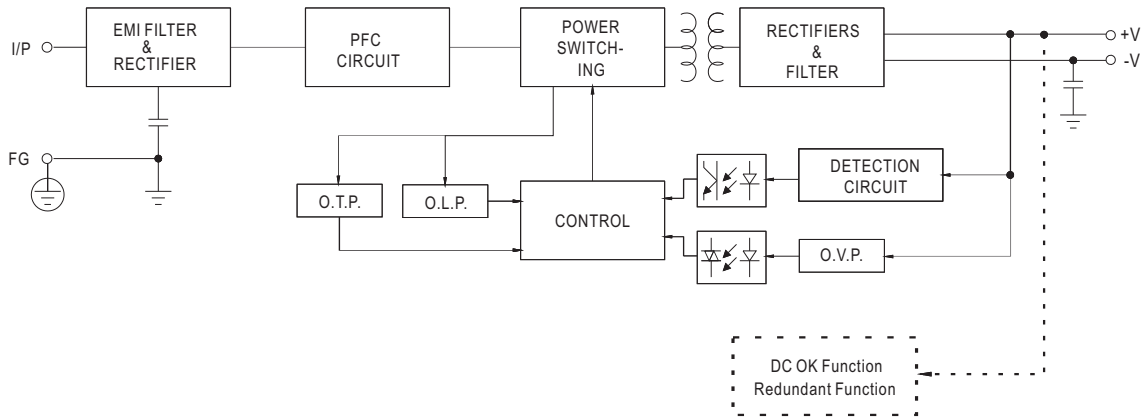 I/P
EMI FILTER
&
RECTIFIER
PFC
CIRCUIT
POWER
SWITCH-
ING
RECTIFIERS
&
FILTER
+V
-V
FG
O.T.P.
O.L.P.
CONTROL
DETECTION
CIRCUIT
O.V.P.
DC OK Function
Redundant Function